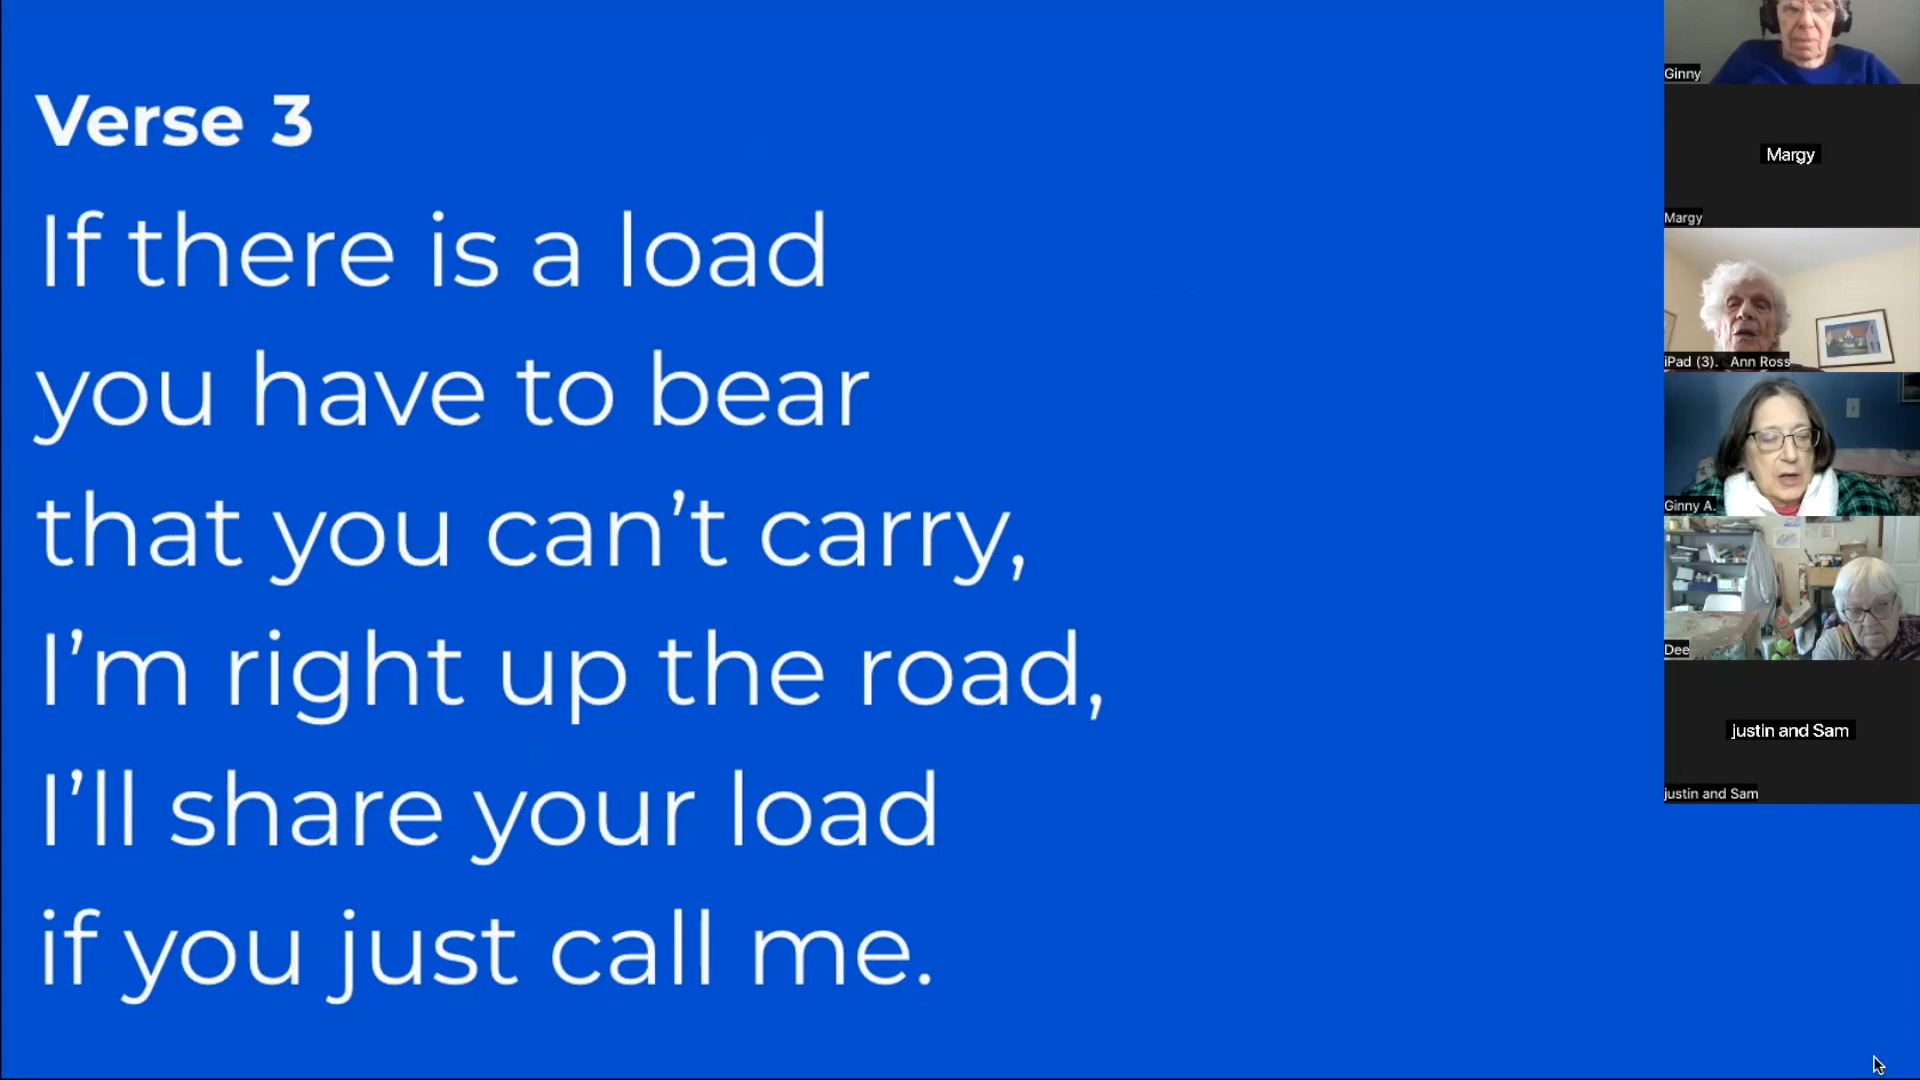 Verse 3
If there is a load
you have to bear
that you can’t carry,
I’m right up the road,
I’ll share your load
if you just call me.
Ginny
Margy
Margy
iPad (3). Ann Ross
Ginny A.
Dee
justin and Sam
justin and Sam